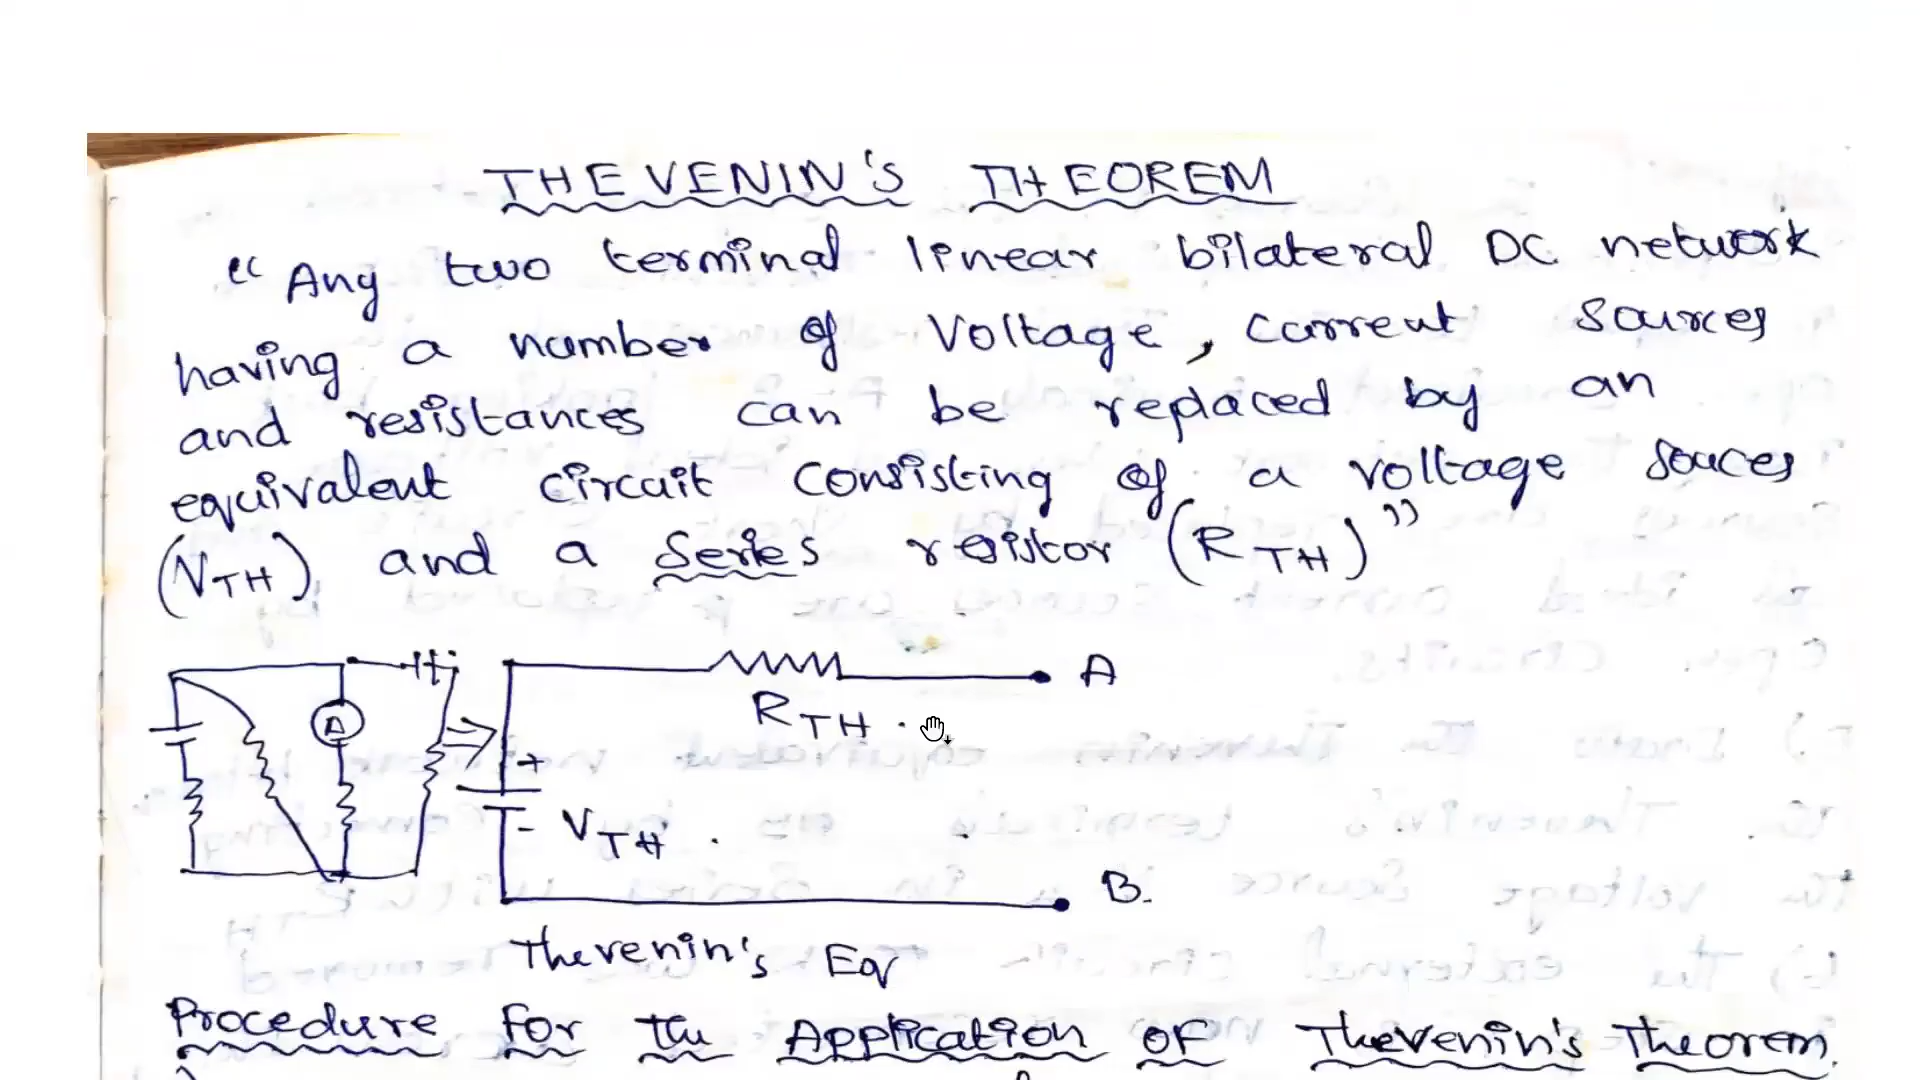 THEVENIN'S THEOREM
"Any two terminal linear bilateral DC network
having a number of Voltage, current sources
and resistances can be replaced by an
equivalent circuit consisting of a voltage souces
(VTH) and a Series resistor (RTH)"
A
RTH .
+
- VTH .
B.
Thevenin's Eq
Procedure for the Application of Thevenin's Theorem.